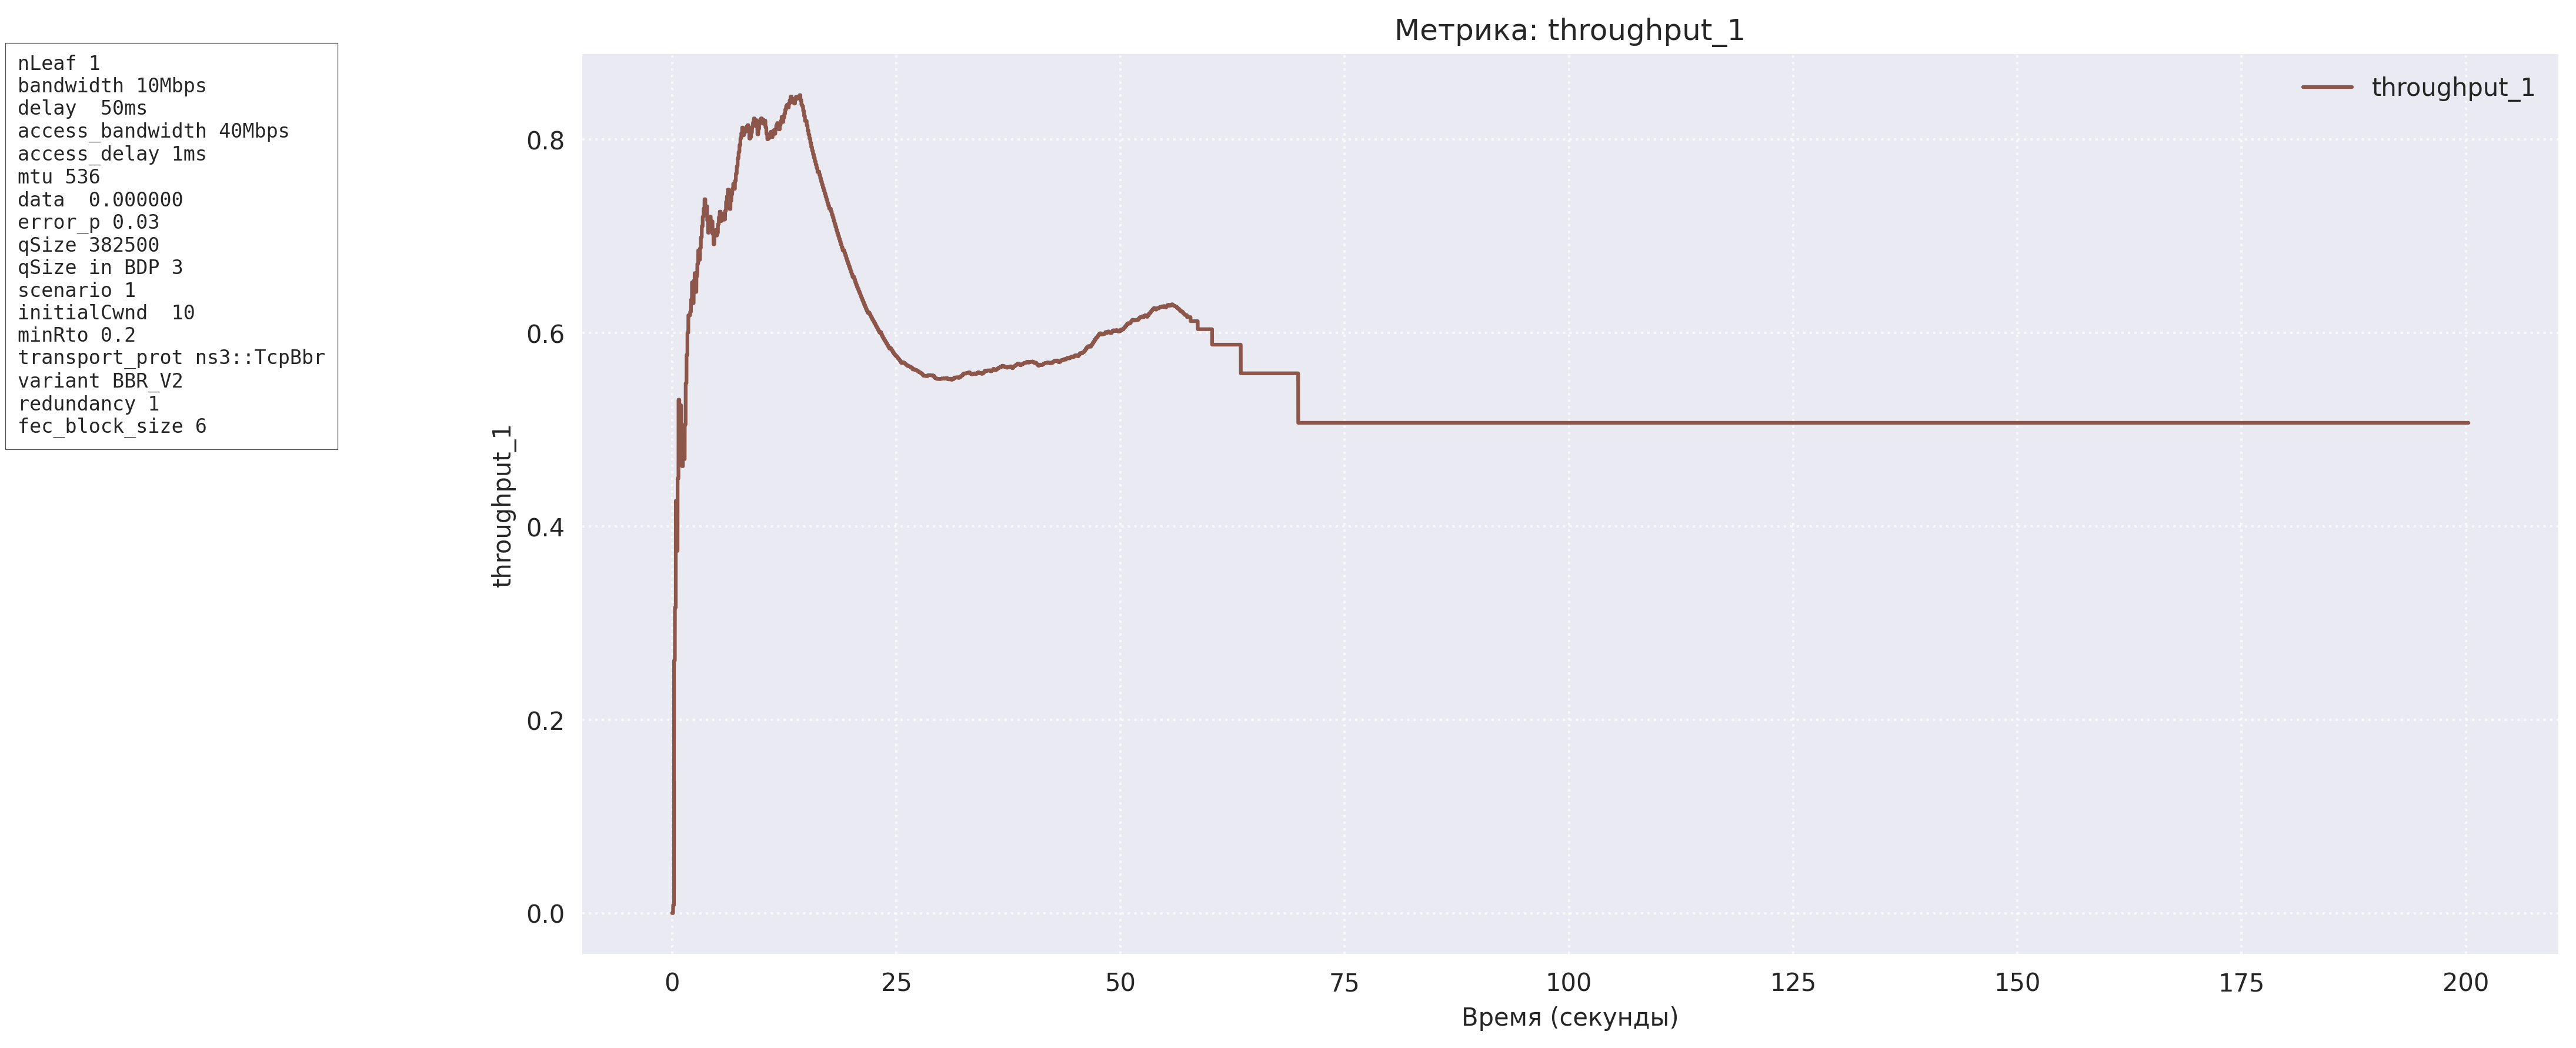 Метрика: throughput_1
nLeaf 1
bandwidth 10Mbps
delay  50ms
access_bandwidth 40Mbps
access_delay 1ms
mtu 536
data  0.000000
error_p 0.03
qSize 382500
qSize in BDP 3
scenario 1
initialCwnd  10
minRto 0.2
transport_prot ns3::TcpBbr
variant BBR_V2
redundancy 1
fec_block_size 6
throughput_1
throughput_1
0.8
0.6
0.4
0.2
0.0
0 25 50 75 100 125 150 175 200
Время (секунды)